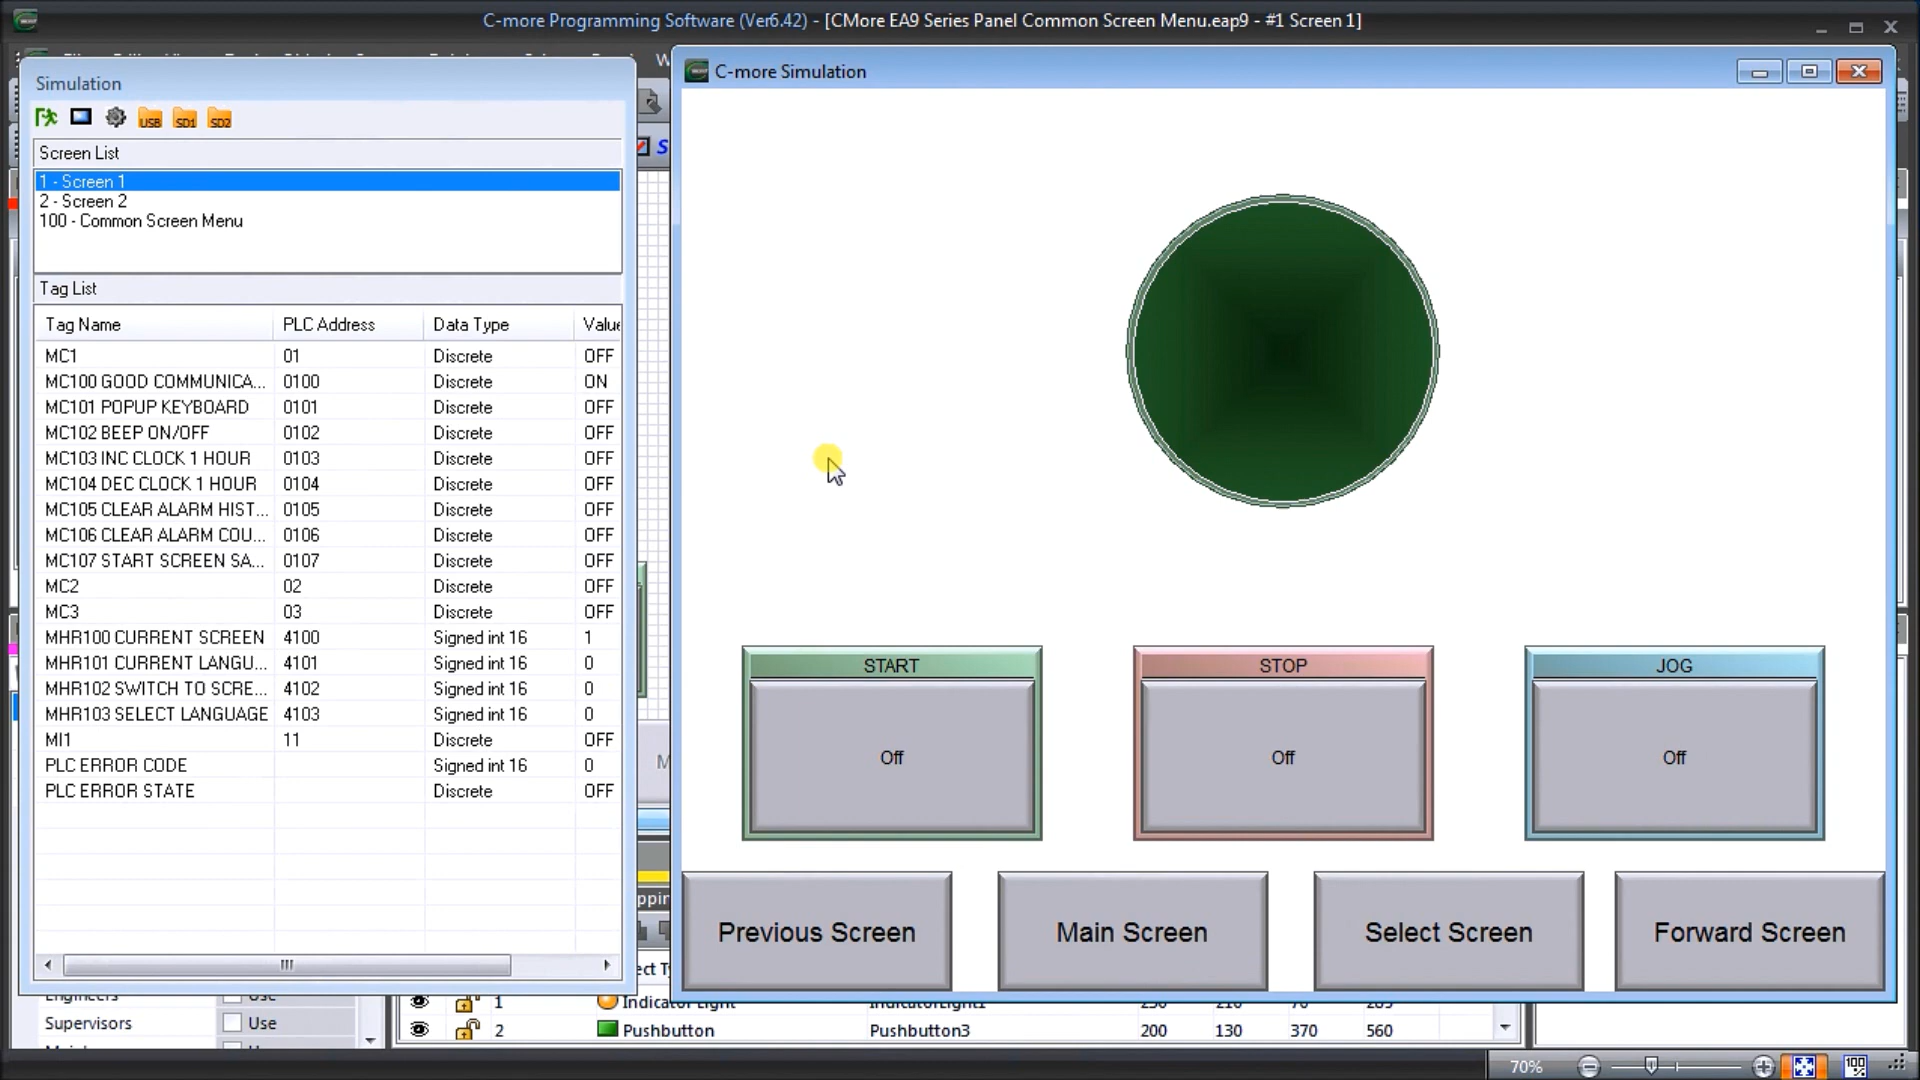 C-more Programming Software (Ver6.42) - [CMore EA9 Series Panel Common Screen Menu.eap9 - #1 Screen 1]
Simulation
USB SD1 SD2
Screen List
1 - Screen 1
2 - Screen 2
100 - Common Screen Menu
Tag List
Tag Name PLC Address Data Type Value
MC1 01 Discrete OFF
MC100 GOOD COMMUNICA... 0100 Discrete ON
MC101 POPUP KEYBOARD 0101 Discrete OFF
MC102 BEEP ON/OFF 0102 Discrete OFF
MC103 INC CLOCK 1 HOUR 0103 Discrete OFF
MC104 DEC CLOCK 1 HOUR 0104 Discrete OFF
MC105 CLEAR ALARM HIST... 0105 Discrete OFF
MC106 CLEAR ALARM COU... 0106 Discrete OFF
MC107 START SCREEN SA... 0107 Discrete OFF
MC2 02 Discrete OFF
MC3 03 Discrete OFF
MHR100 CURRENT SCREEN 4100 Signed int 16 1
MHR101 CURRENT LANGU... 4101 Signed int 16 0
MHR102 SWITCH TO SCRE... 4102 Signed int 16 0
MHR103 SELECT LANGUAGE 4103 Signed int 16 0
MI1 11 Discrete OFF
PLC ERROR CODE Signed int 16 0
PLC ERROR STATE Discrete OFF
C-more Simulation
START STOP JOG
Off Off Off
Previous Screen Main Screen Select Screen Forward Screen
Engineers Use
Supervisors Use
1 Indicator Light IndicatorLight1
2 Pushbutton Pushbutton3 200 130 370 560
70%